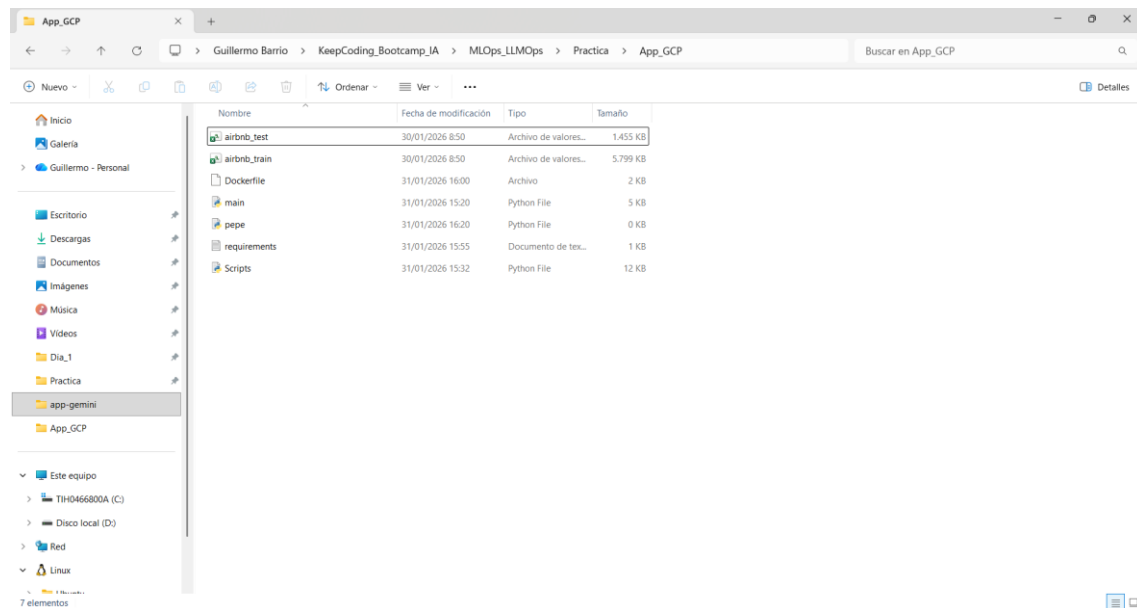 App_GCP
Guillermo Barrio > KeepCoding_Bootcamp_IA > MLOps_LLMOps > Practica > App_GCP
Buscar en App_GCP
Nuevo
Ordenar
Ver
Detalles
Inicio
Galería
Guillermo - Personal
Escritorio
Descargas
Documentos
Imágenes
Música
Vídeos
Dia_1
Practica
app-gemini
App_GCP
Este equipo
TIH0466800A (C:)
Disco local (D:)
Red
Linux
Nombre Fecha de modificación Tipo Tamaño
airbnb_test 30/01/2026 8:50 Archivo de valores... 1.455 KB
airbnb_train 30/01/2026 8:50 Archivo de valores... 5.799 KB
Dockerfile 31/01/2026 16:00 Archivo 2 KB
main 31/01/2026 15:20 Python File 5 KB
pepe 31/01/2026 16:20 Python File 0 KB
requirements 31/01/2026 15:55 Documento de tex... 1 KB
Scripts 31/01/2026 15:32 Python File 12 KB
7 elementos